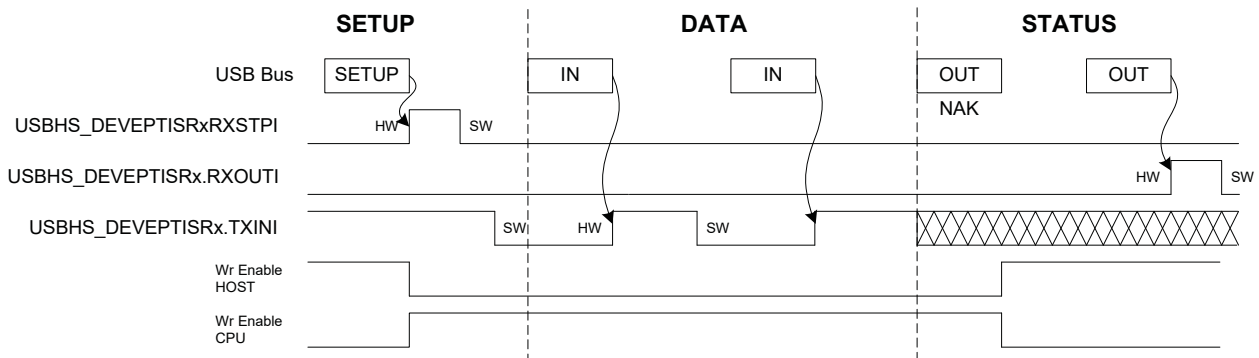 SETUP DATA STATUS
USB Bus SETUP IN IN OUT OUT
NAK
USBHS_DEVEPTISRxRXSTPI HW SW
USBHS_DEVEPTISRx.RXOUTI HW SW
USBHS_DEVEPTISRx.TXINI SW HW SW
Wr Enable
HOST
Wr Enable
CPU